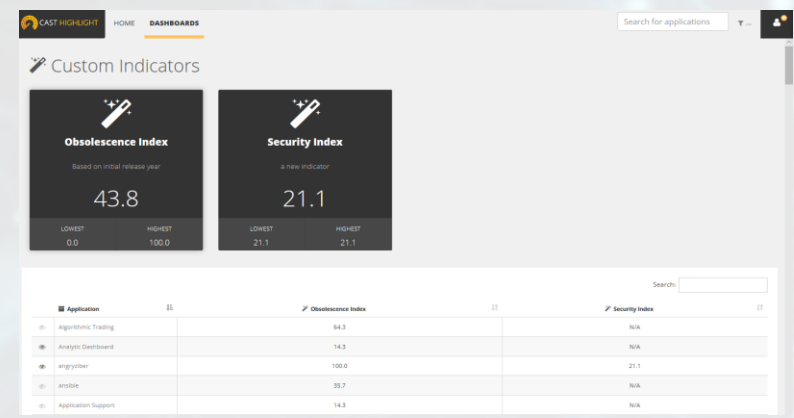 CAST HIGHLIGHT HOME DASHBOARDS Search for applications
Custom Indicators
Obsolescence Index Security Index
Based on initial release year a new indicator
43.8 21.1
LOWEST HIGHEST LOWEST HIGHEST
0.0 100.0 21.1 21.1
Search:
Application Obsolescence Index Security Index
Algorithmic Trading 64.3 N/A
Analytic Dashboard 14.3 N/A
angryziber 100.0 21.1
ansible 35.7 N/A
Application Support 14.3 N/A